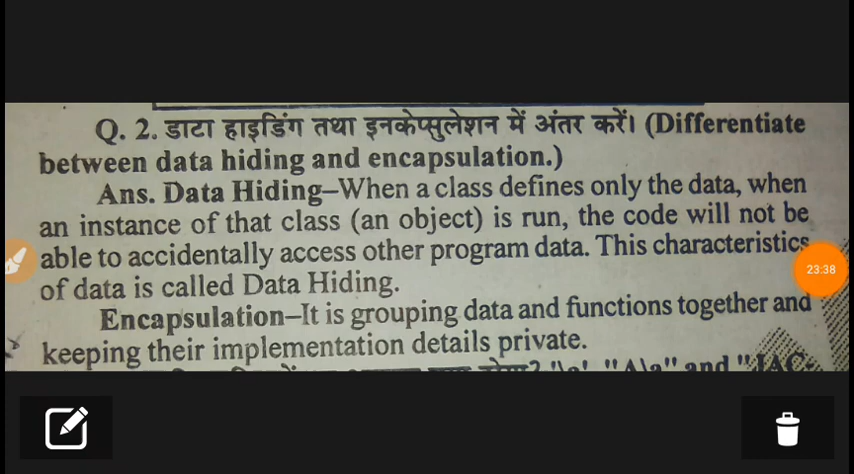 Q. 2. डाटा हाइडिंग तथा इनकेप्सुलेशन में अंतर करें। (Differentiate
between data hiding and encapsulation.)
Ans. Data Hiding–When a class defines only the data, when
an instance of that class (an object) is run, the code will not be
able to accidentally access other program data. This characteristics
of data is called Data Hiding.
23:38
Encapsulation–It is grouping data and functions together and
keeping their implementation details private.
and "JAC-